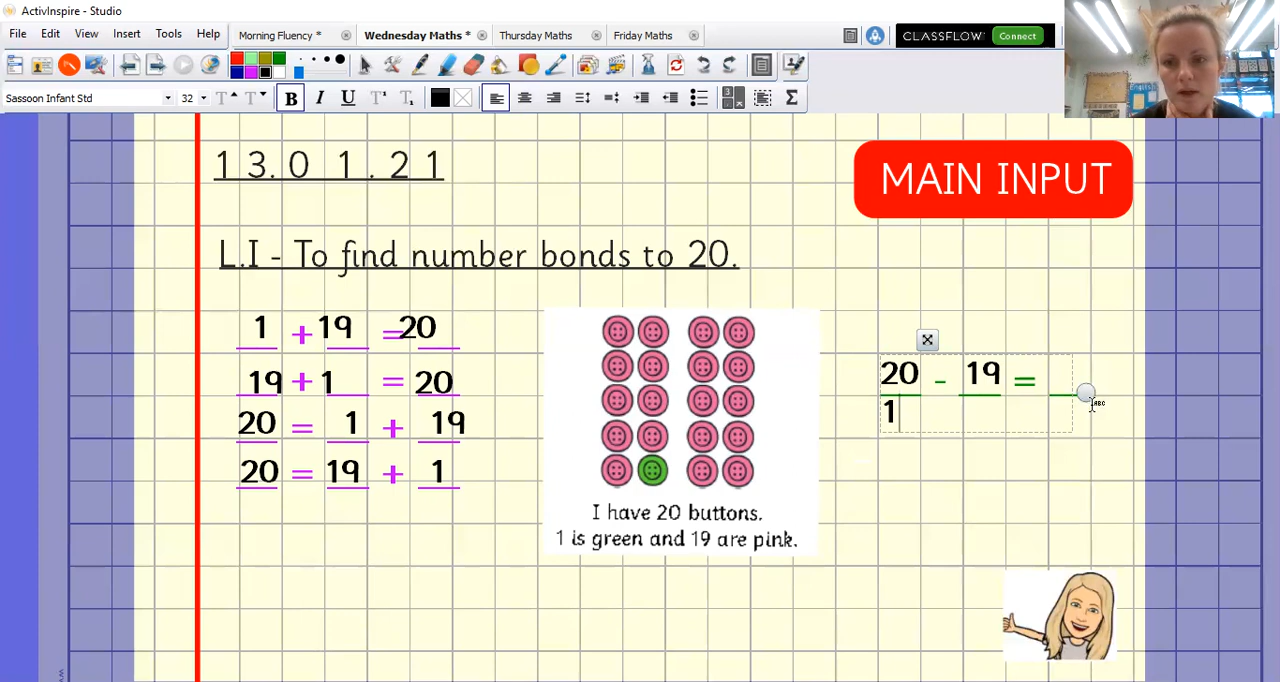 ActivInspire - Studio
File Edit View Insert Tools Help
Morning Fluency * Wednesday Maths * Thursday Maths Friday Maths
CLASSFLOW Connect
Sassoon Infant Std 32 B I U
13.01.21
MAIN INPUT
L.I - To find number bonds to 20.
1 + 19 = 20
19 + 1 = 20
20 = 1 + 19
20 = 19 + 1
I have 20 buttons.
1 is green and 19 are pink.
20 - 19 =
1
ABC